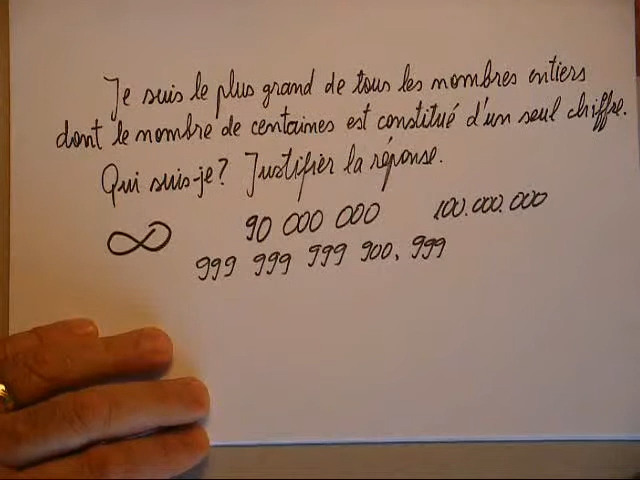 Je suis le plus grand de tous les nombres entiers
dont le nombre de centaines est constitué d'un seul chiffre.
Qui suis-je? Justifier la réponse.
∞ 90 000 000 100.000.000
999 999 999 900, 999